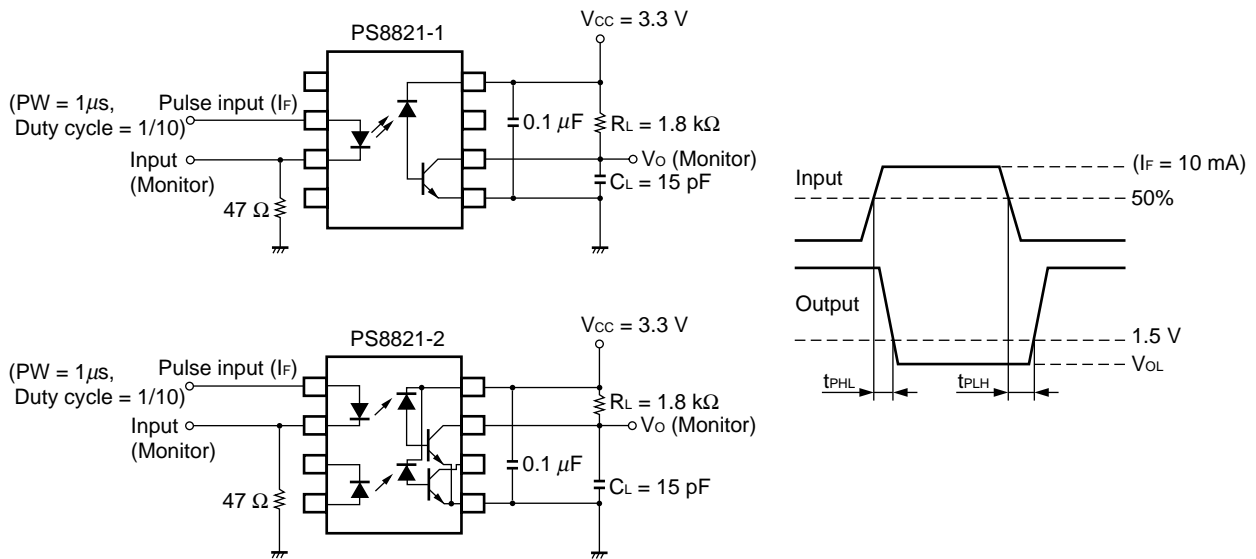 VCC = 3.3 V
PS8821-1
(PW = 1μs,
Duty cycle = 1/10)
Pulse input (IF)
Input
(Monitor)
47 Ω
0.1 μF
RL = 1.8 kΩ
VO (Monitor)
CL = 15 pF
VCC = 3.3 V
PS8821-2
(PW = 1μs,
Duty cycle = 1/10)
Pulse input (IF)
Input
(Monitor)
47 Ω
0.1 μF
RL = 1.8 kΩ
VO (Monitor)
CL = 15 pF
Input
(IF = 10 mA)
50%
Output
1.5 V
VOL
tPHL
tPLH